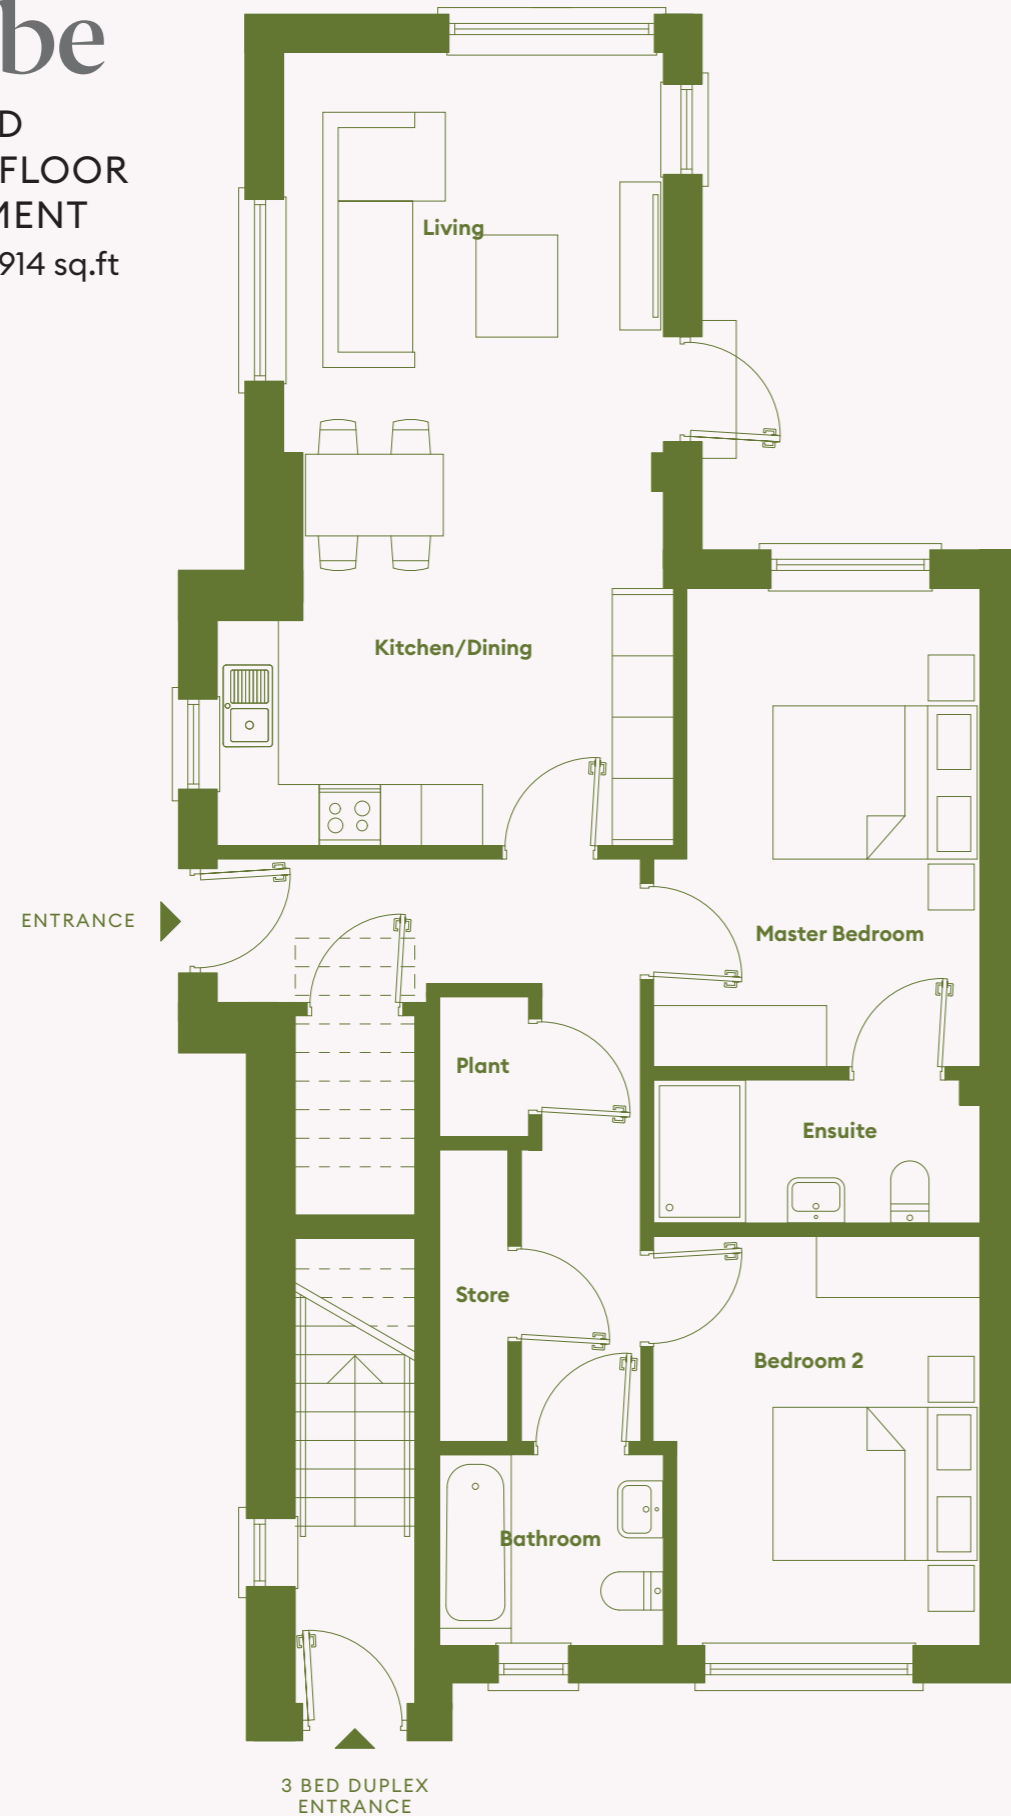 be
D
FLOOR
MENT
914 sq.ft
Living
Kitchen/Dining
ENTRANCE
Master Bedroom
Plant
Ensuite
Store
Bedroom 2
Bathroom
3 BED DUPLEX
ENTRANCE